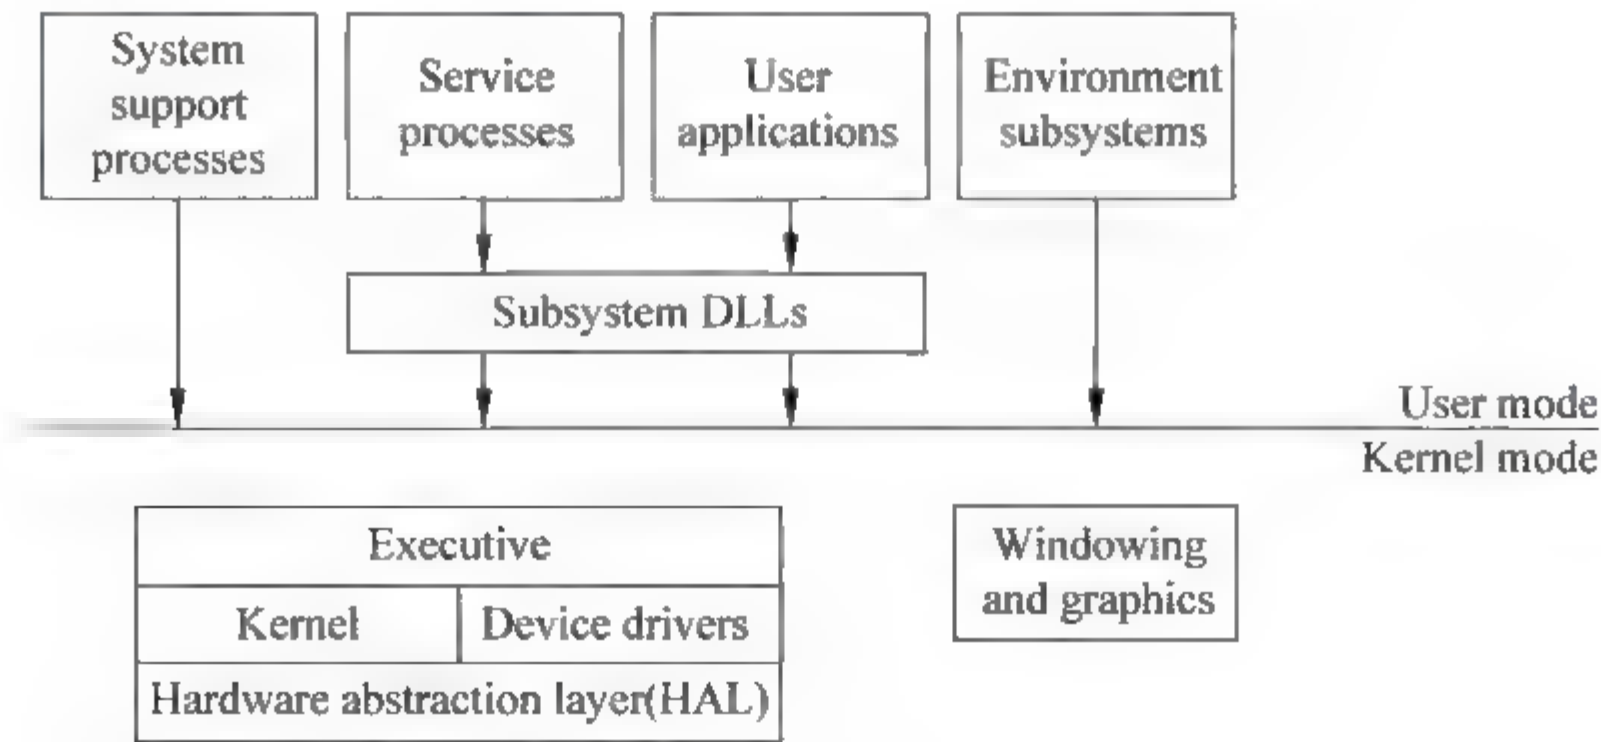 System
support
processes
Service
processes
User
applications
Environment
subsystems
Subsystem DLLs
User mode
Kernel mode
Executive
Kernel
Device drivers
Hardware abstraction layer(HAL)
Windowing
and graphics